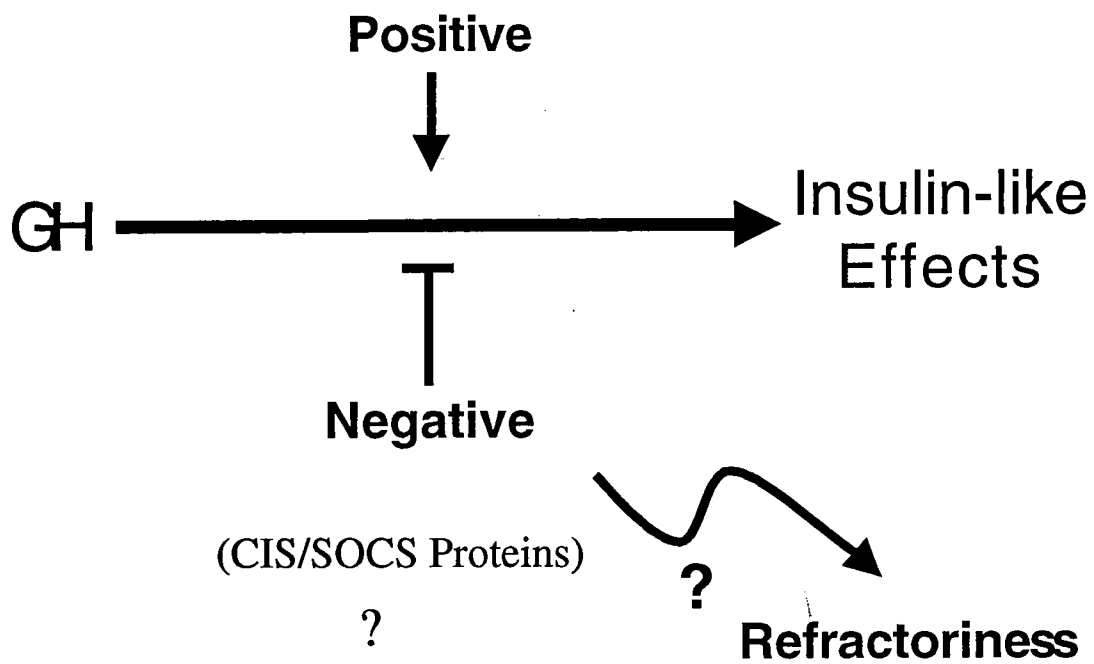 Positive
GH
Insulin-like
Effects
Negative
(CIS/SOCS Proteins)
?
?
Refractoriness